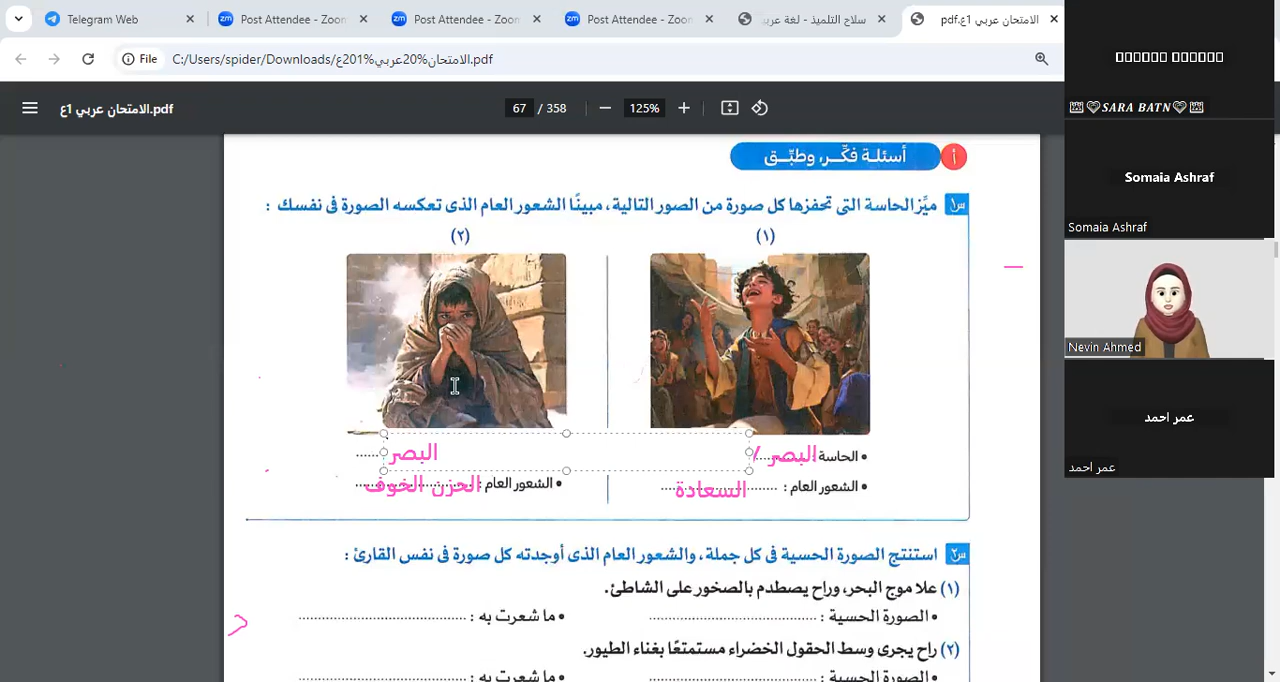 Telegram Web
Post Attendee - Zoom
Post Attendee - Zoom
Post Attendee - Zoom
سلاح التلميذ - لغة عربي
الامتحان عربي 1ع.pdf
File
C:/Users/spider/Downloads/الامتحان%20عربي%201ع.pdf
الامتحان عربي 1ع.pdf
67 / 358
125%
أ أسئلة فكّر، وطبّق
س١ ميِّز الحاسة التى تحفزها كل صورة من الصور التالية، مبينًا الشعور العام الذى تعكسه الصورة فى نفسك :
(١)
(٢)
• الحاسة : البصر /
البصر
• الشعور العام : السعادة
• الشعور العام : الحزن الخوف
س٢ استنتج الصورة الحسية فى كل جملة، والشعور العام الذى أوجدته كل صورة فى نفس القارئ :
(١) علا موج البحر، وراح يصطدم بالصخور على الشاطئ.
• الصورة الحسية : • ما شعرت به :
(٢) راح يجرى وسط الحقول الخضراء مستمتعًا بغناء الطيور.
• الصورة الحسية : • ما شعرت به :
SARA BATN
Somaia Ashraf
Somaia Ashraf
Nevin Ahmed
عمر احمد
عمر احمد